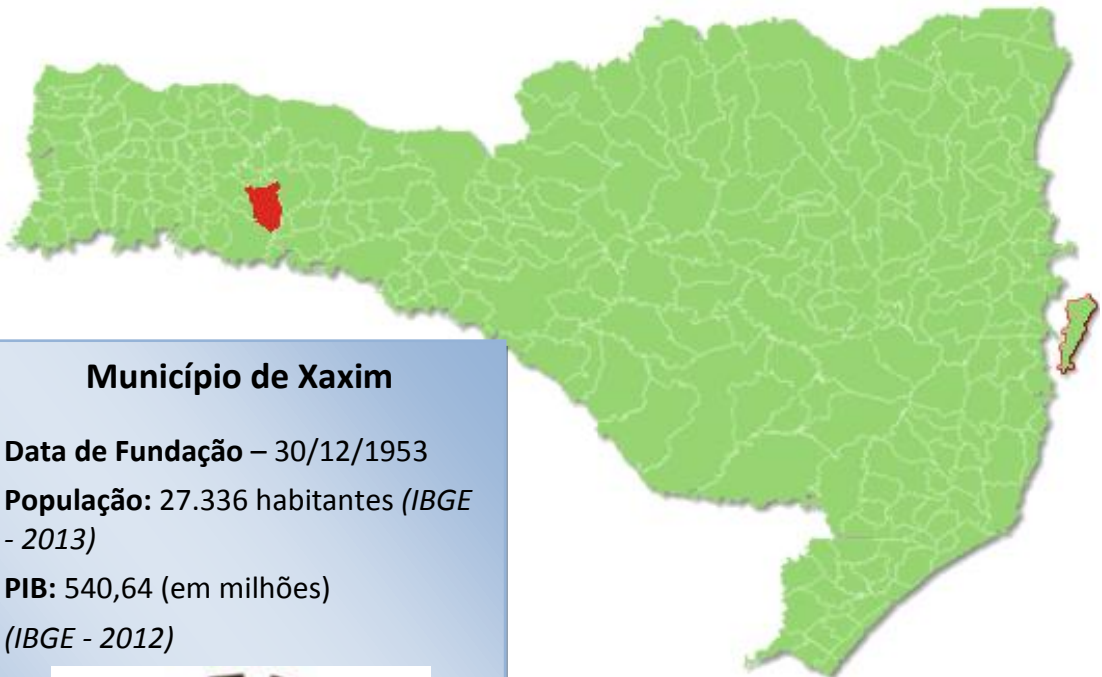 Município de Xaxim
Data de Fundação – 30/12/1953
População: 27.336 habitantes (IBGE
- 2013)
PIB: 540,64 (em milhões)
(IBGE - 2012)